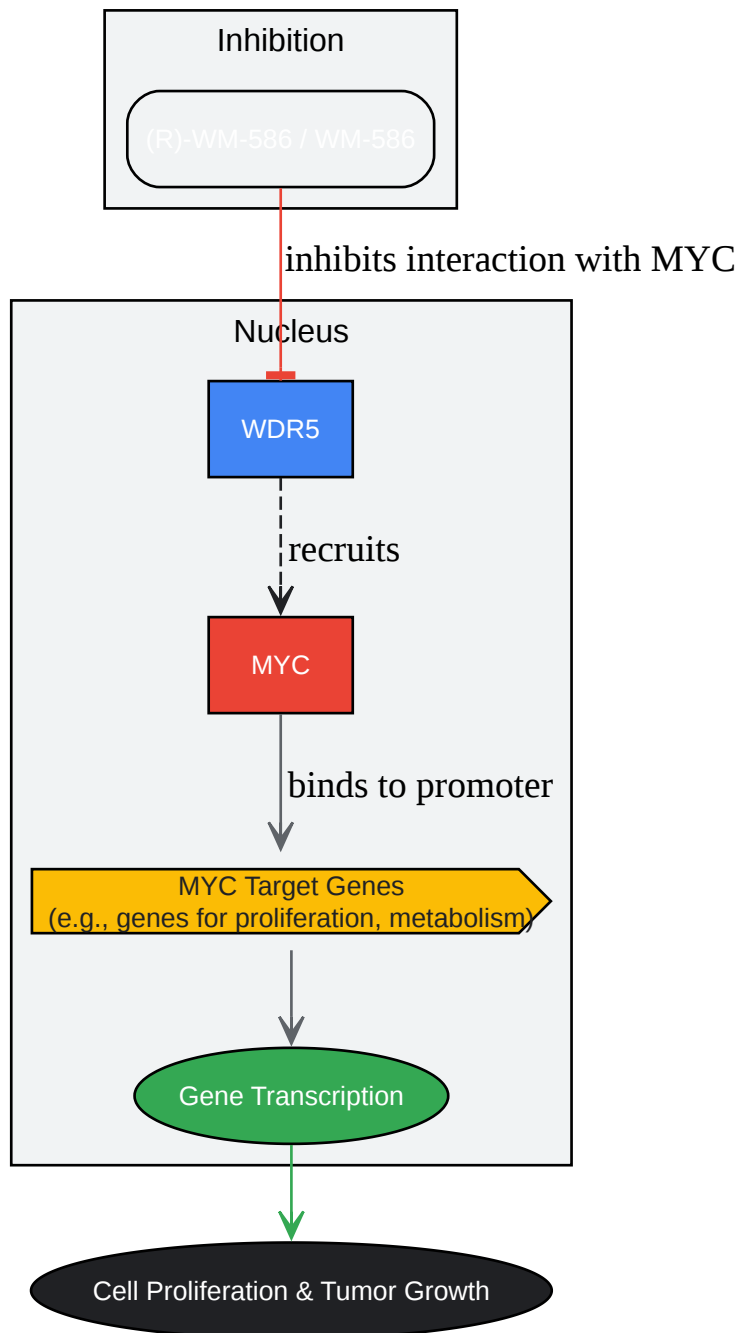 Inhibition
(R)-WM-586 / WM-586
inhibits interaction with MYC
Nucleus
WDR5
recruits
MYC
binds to promoter
MYC Target Genes
(e.g., genes for proliferation, metabolism)
Gene Transcription
Cell Proliferation & Tumor Growth